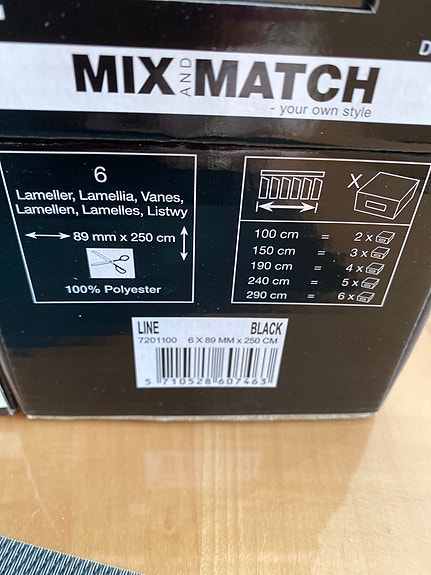 MIX AND MATCH
- your own style
6
Lameller, Lamellia, Vanes,
Lamellen, Lamelles, Listwy
89 mm x 250 cm
100% Polyester
X
100 cm = 2 x
150 cm = 3 x
190 cm = 4 x
240 cm = 5 x
290 cm = 6 x
LINE BLACK
7201100 6 X 89 MM x 250 CM
5 710528 607463